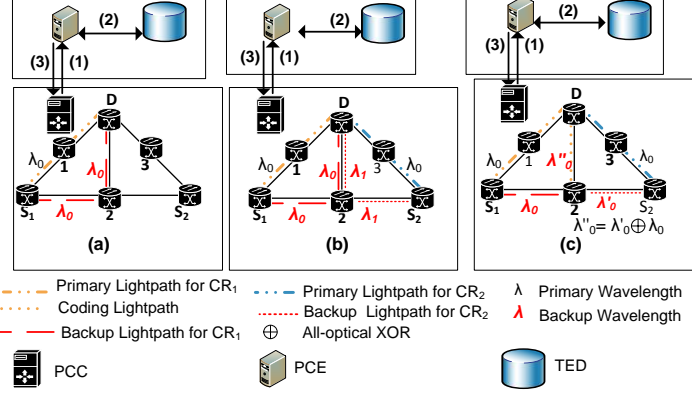 (2)
(2)
(2)
(3)
(1)
(3)
(1)
(3)
(1)
D
D
D
λ0
1
3
λ0
1
3
λ0
1
3
λ0
λ0
λ0
λ1
λ''0
λ0
S1
λ0
2
S2
S1
λ0
2
λ1
S2
S1
λ0
2
λ'0
S2
λ''0= λ'0⊕λ0
(a)
(b)
(c)
Primary Lightpath for CR1
Primary Lightpath for CR2
λ Primary Wavelength
Coding Lightpath
Backup Lightpath for CR2
λ Backup Wavelength
Backup Lightpath for CR1
⊕ All-optical XOR
PCC
PCE
TED